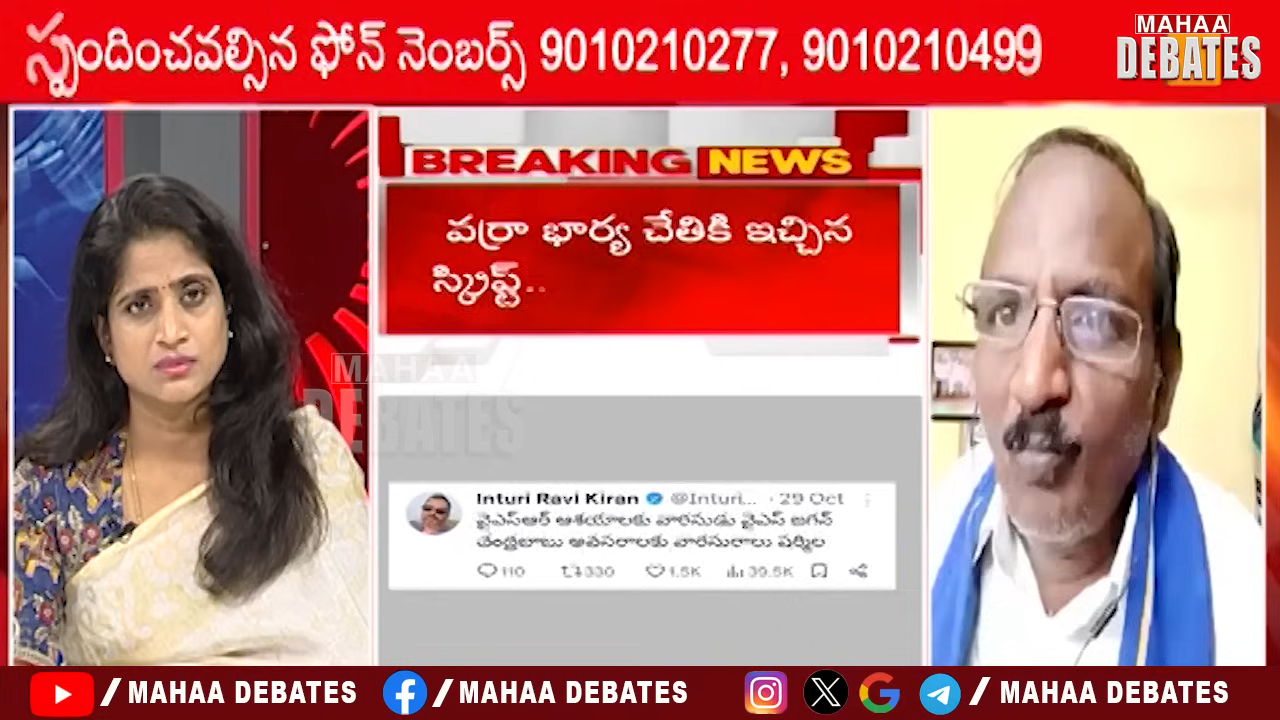 స్పందించవల్సిన ఫోన్ నెంబర్స్ 9010210277, 9010210499
MAHAA
DEBATES
BREAKING NEWS
వర్రా భార్య చేతికి ఇచ్చిన
స్క్రిప్ట్..
MAHAA
DEBATES
Inturi Ravi Kiran @Inturi... · 29 Oct
వైఎస్ఆర్ ఆశయాలకు వారసుడు వైఎస్ జగన్
చంద్రబాబు అవసరాలకు వారసురాలు షర్మిల
110 330 1.5K 39.5K
/ MAHAA DEBATES / MAHAA DEBATES / MAHAA DEBATES